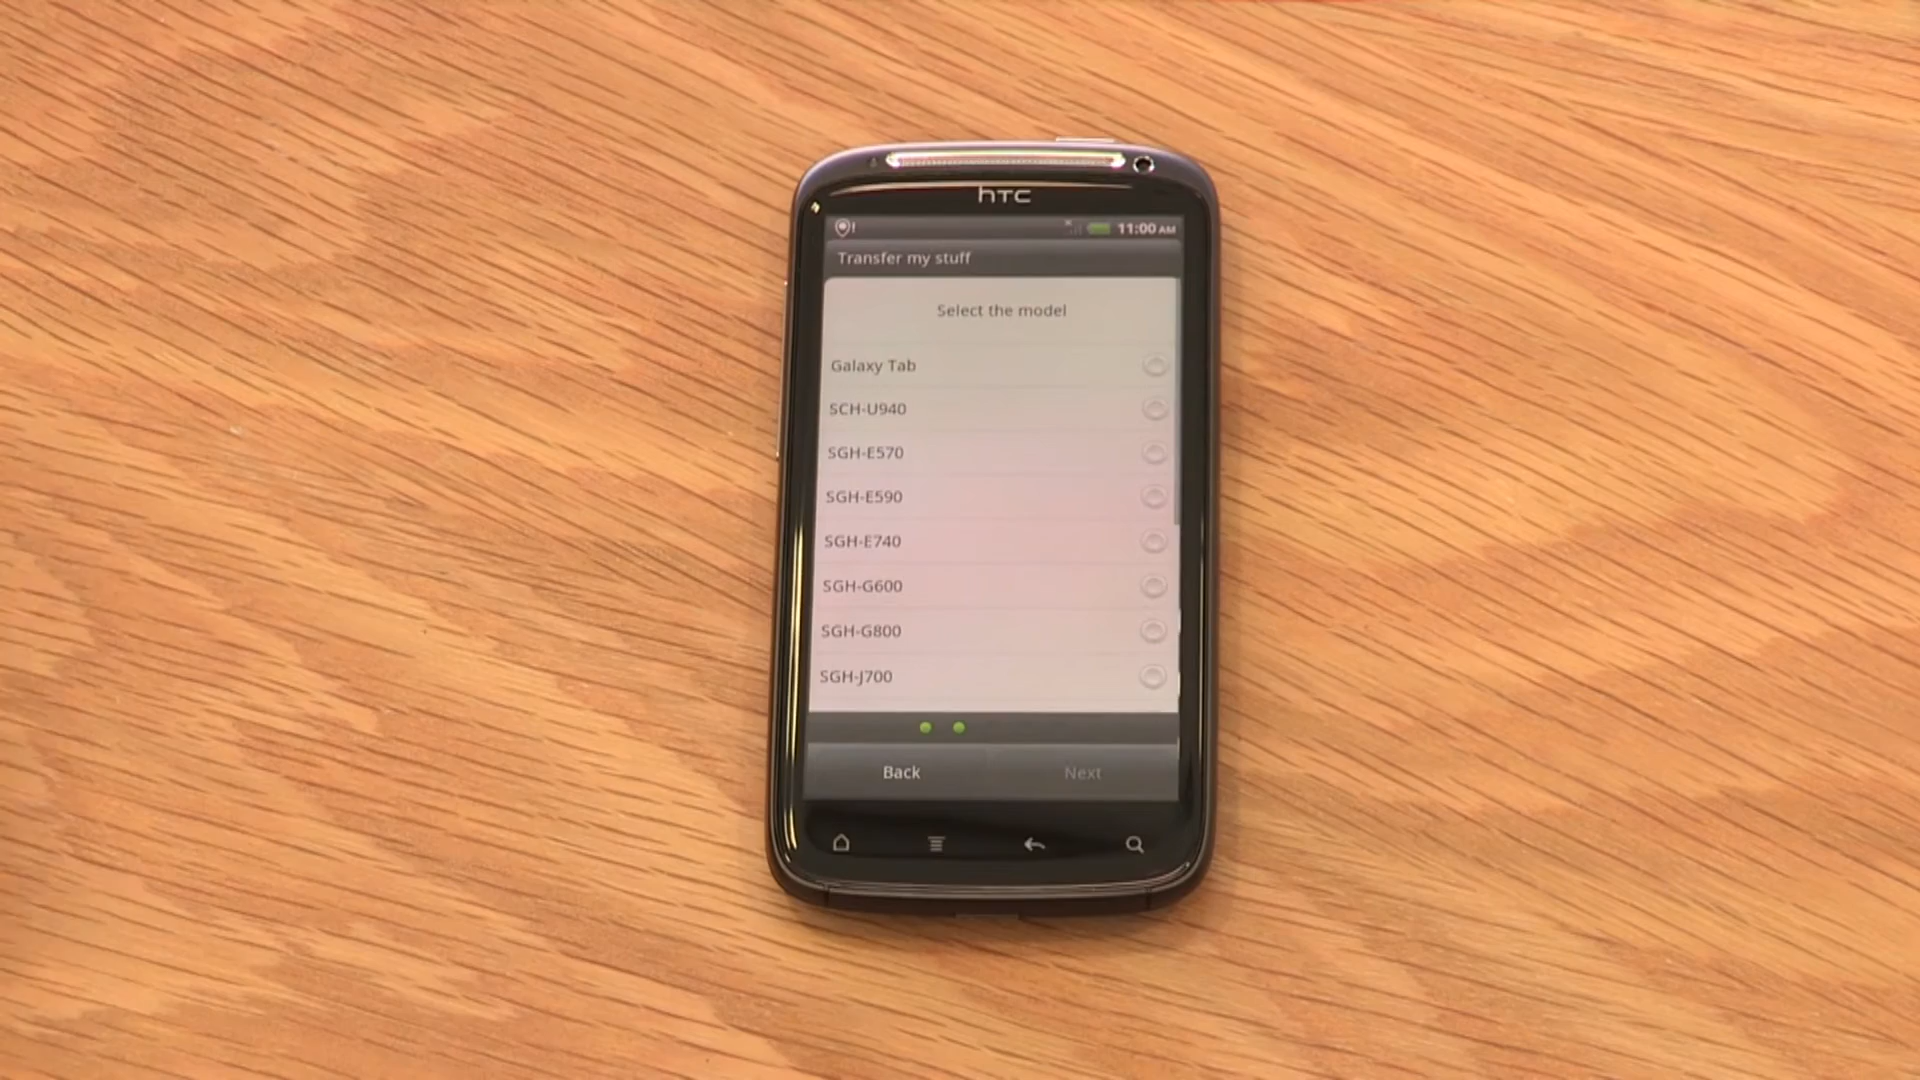 hTC
! 11:00 AM
Transfer my stuff
Select the model
Galaxy Tab
SCH-U940
SGH-E570
SGH-E590
SGH-E740
SGH-G600
SGH-G800
SGH-J700
Back Next